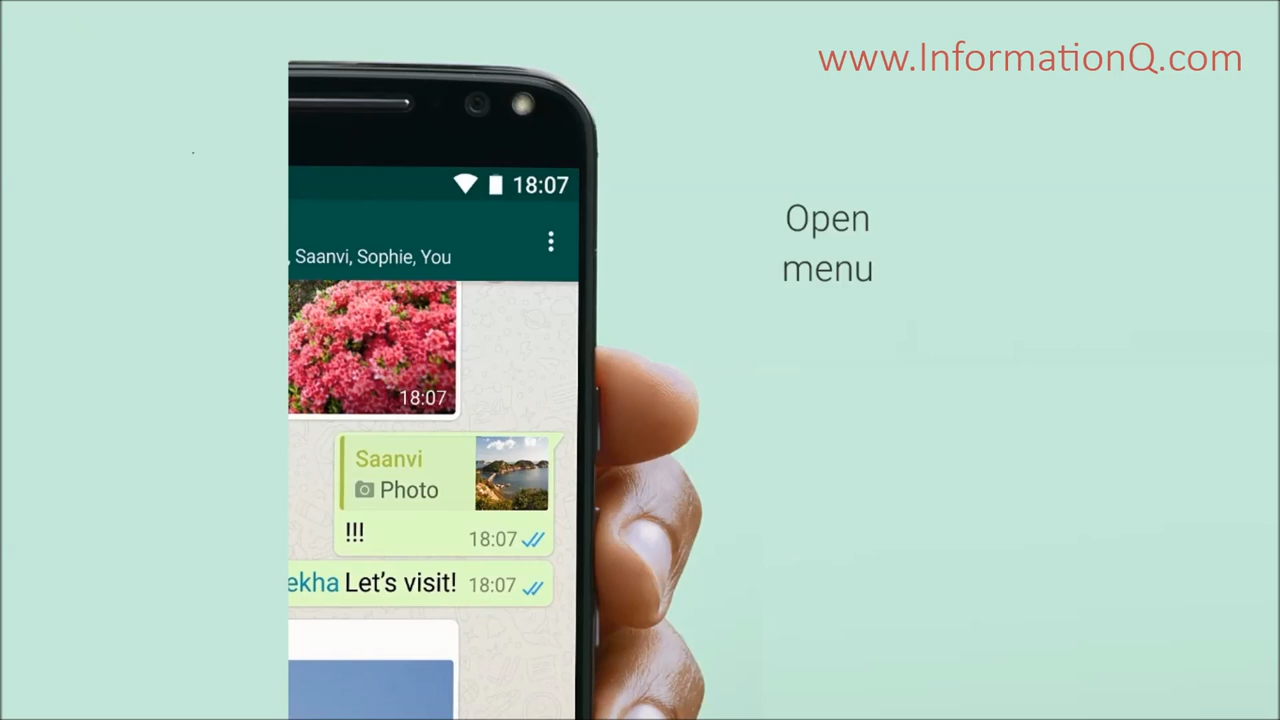 www.InformationQ.com
18:07
, Saanvi, Sophie, You
Open
menu
18:07
Saanvi
Photo
!!!
18:07
ekha Let’s visit!
18:07